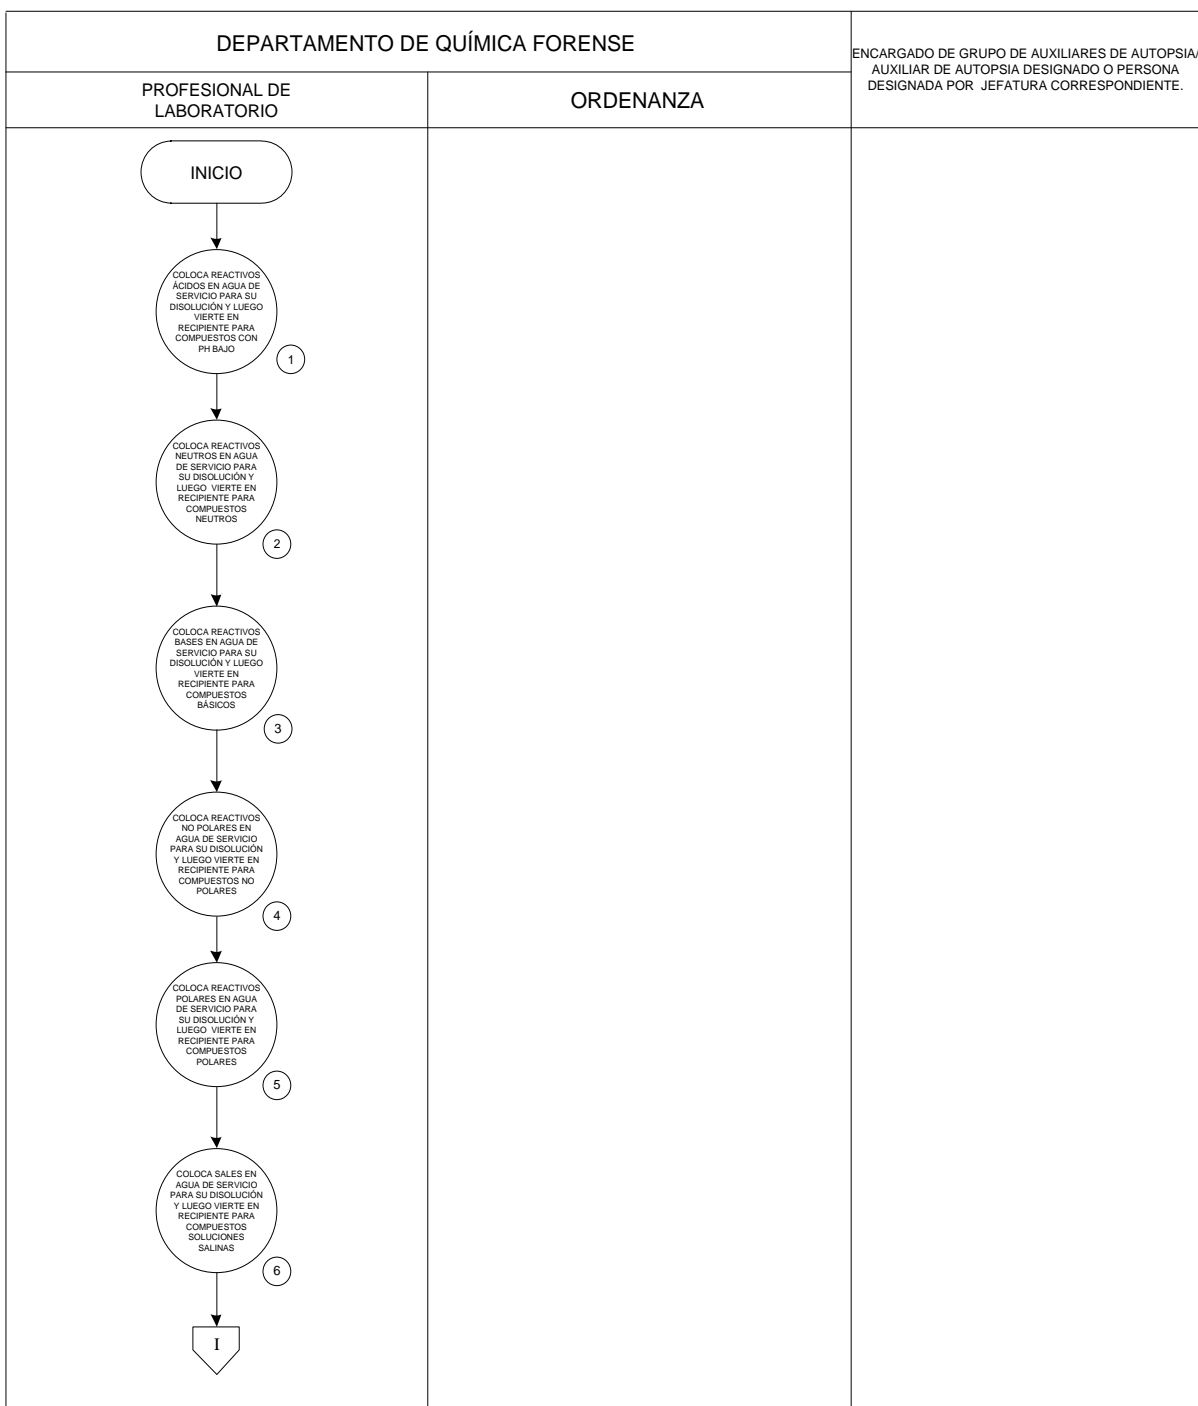 DEPARTAMENTO DE QUÍMICA FORENSE
ENCARGADO DE GRUPO DE AUXILIARES DE AUTOPSIA/
AUXILIAR DE AUTOPSIA DESIGNADO O PERSONA
DESIGNADA POR JEFATURA CORRESPONDIENTE.
PROFESIONAL DE
LABORATORIO
ORDENANZA
INICIO
COLOCA REACTIVOS
ÁCIDOS EN AGUA DE
SERVICIO PARA SU
DISOLUCIÓN Y LUEGO
VIERTE EN
RECIPIENTE PARA
COMPUESTOS CON
PH BAJO
1
COLOCA REACTIVOS
NEUTROS EN AGUA
DE SERVICIO PARA
SU DISOLUCIÓN Y
LUEGO VIERTE EN
RECIPIENTE PARA
COMPUESTOS
NEUTROS
2
COLOCA REACTIVOS
BASES EN AGUA DE
SERVICIO PARA SU
DISOLUCIÓN Y LUEGO
VIERTE EN
RECIPIENTE PARA
COMPUESTOS
BÁSICOS
3
COLOCA REACTIVOS
NO POLARES EN
AGUA DE SERVICIO
PARA SU DISOLUCIÓN
Y LUEGO VIERTE EN
RECIPIENTE PARA
COMPUESTOS NO
POLARES
4
COLOCA REACTIVOS
POLARES EN AGUA
DE SERVICIO PARA
SU DISOLUCIÓN Y
LUEGO VIERTE EN
RECIPIENTE PARA
COMPUESTOS
POLARES
5
COLOCA SALES EN
AGUA DE SERVICIO
PARA SU DISOLUCIÓN
Y LUEGO VIERTE EN
RECIPIENTE PARA
COMPUESTOS
SOLUCIONES
SALINAS
6
I